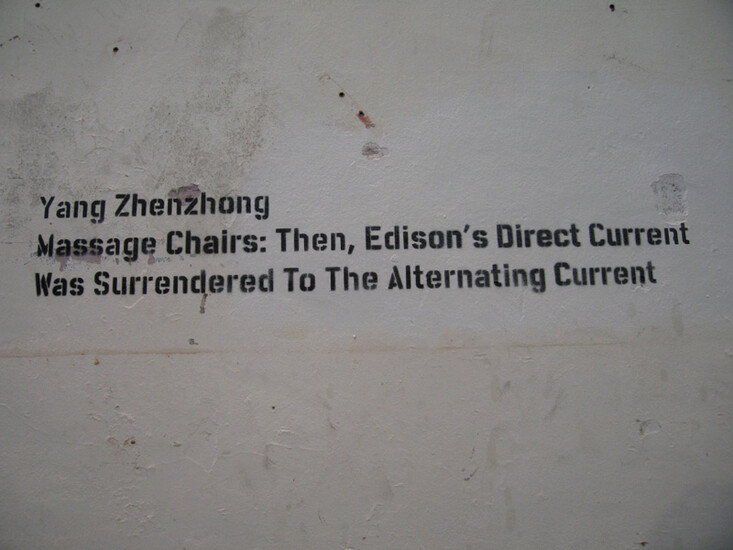 Yang Zhenzhong
Massage Chairs: Then, Edison's Direct Current
Was Surrendered To The Alternating Current